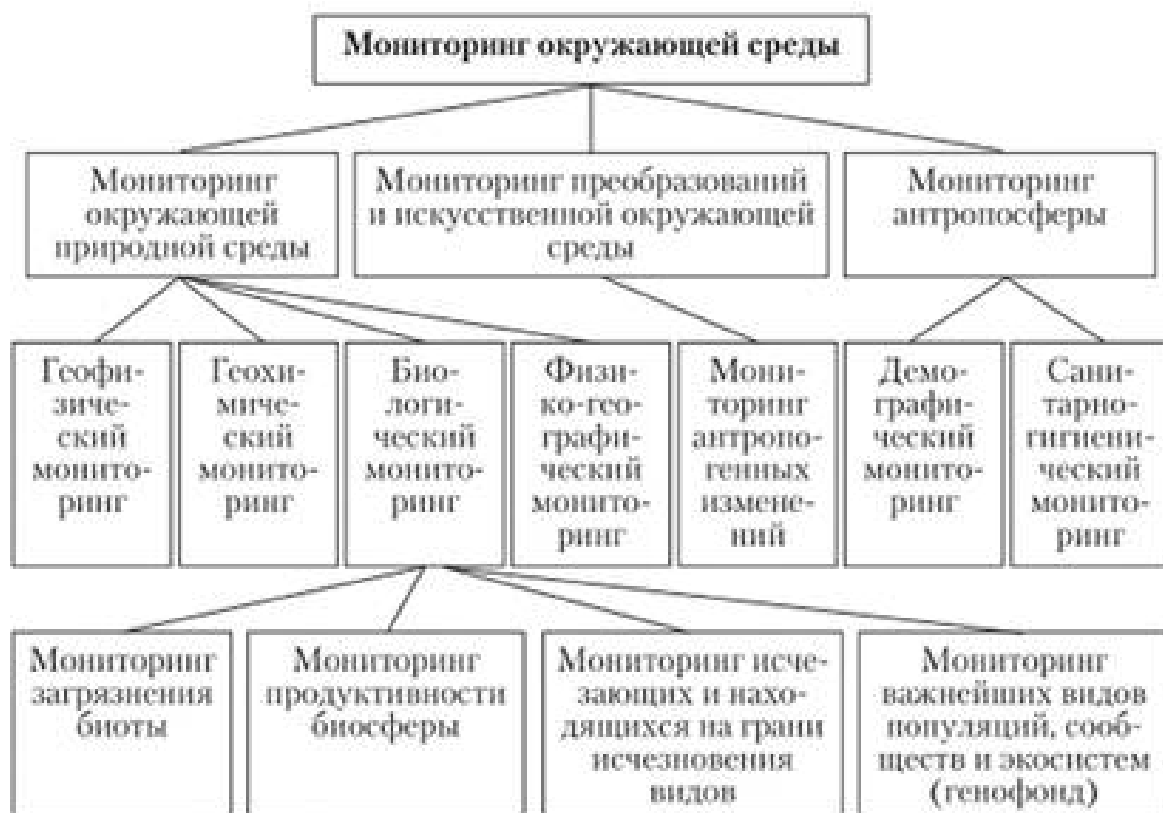 Мониторинг окружающей среды
Мониторинг
окружающей
природной среды
Мониторинг преобразований
и искусственной окружающей
среды
Мониторинг
антропосферы
Геофи-
зиче-
ский
монито-
ринг
Геохи-
миче-
ский
монито-
ринг
Био-
логи-
ческий
монито-
ринг
Физи-
ко-гео-
графи-
ческий
монито-
ринг
Мони-
торинг
антропо-
генных
измене-
ний
Демо-
графи-
ческий
монито-
ринг
Сани-
тарно-
гигиени-
ческий
монито-
ринг
Мониторинг
загрязнения
биоты
Мониторинг
продуктивности
биосферы
Мониторинг исче-
зающих и нахо-
дящихся на грани
исчезновения
видов
Мониторинг
важнейших видов
популяций, сооб-
ществ и экосистем
(генофонд)